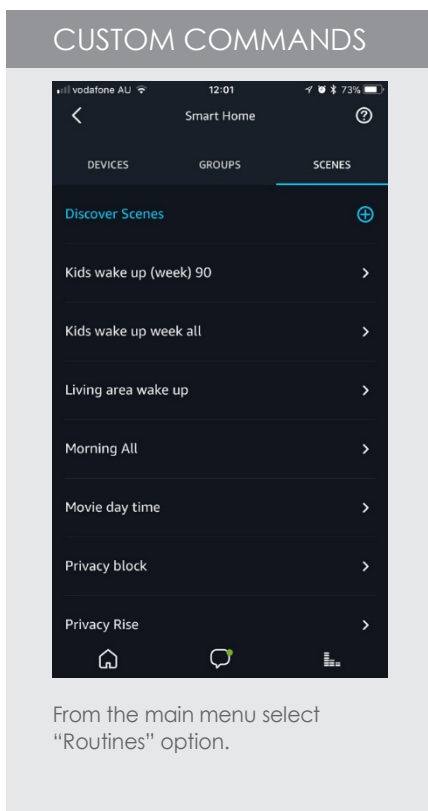 CUSTOM COMMANDS
vodafone AU 12:01 73%
Smart Home
DEVICES GROUPS SCENES
Discover Scenes
Kids wake up (week) 90
Kids wake up week all
Living area wake up
Morning All
Movie day time
Privacy block
Privacy Rise
From the main menu select
“Routines” option.